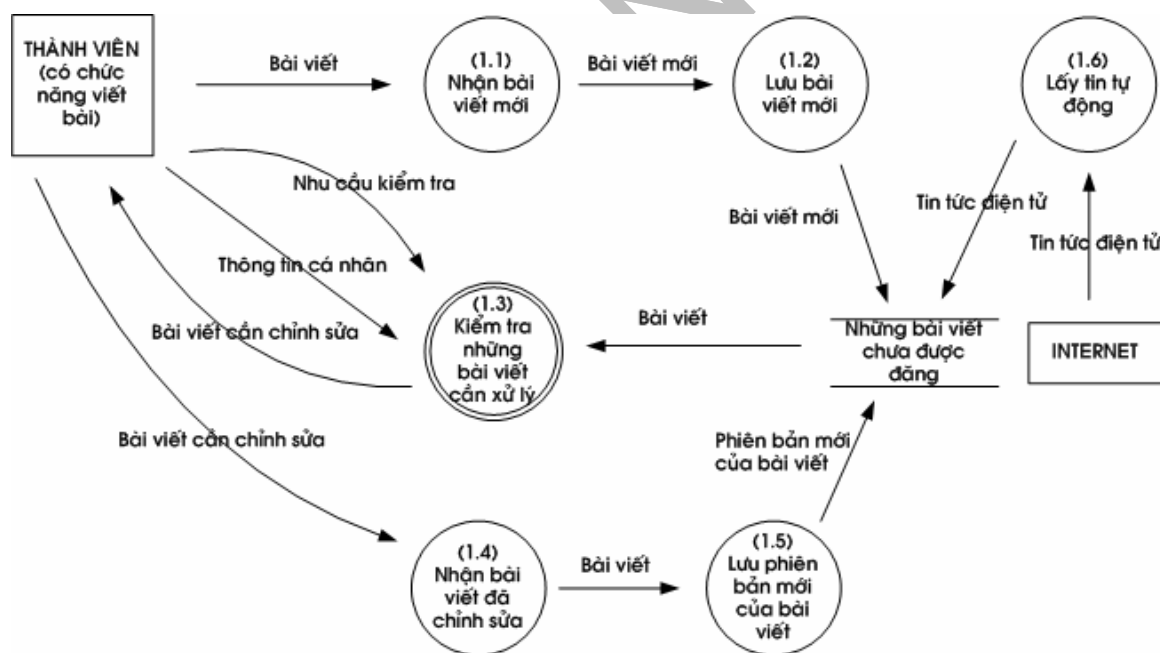 THÀNH VIÊN
(có chức
năng viết
bài)
Bài viết
(1.1)
Nhận bài
viết mới
Bài viết mới
(1.2)
Lưu bài
viết mới
(1.6)
Lấy tin tự
động
Nhu cầu kiểm tra
Bài viết mới
Tin tức điện tử
Tin tức điện tử
Thông tin cá nhân
Bài viết cần chỉnh sửa
(1.3)
Kiểm tra
những
bài viết
cần xử lý
Bài viết
Những bài viết
chưa được
đăng
INTERNET
Bài viết cần chỉnh sửa
Phiên bản mới
của bài viết
(1.4)
Nhận bài
viết đã
chỉnh sửa
Bài viết
(1.5)
Lưu phiên
bản mới
của bài
viết